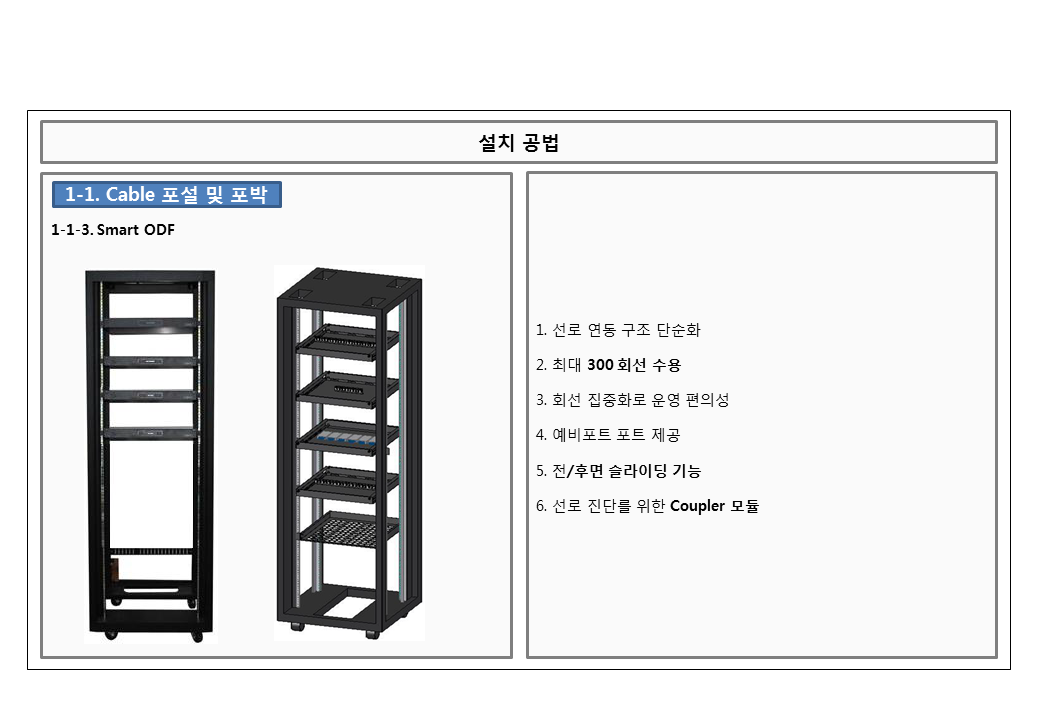 설치 공법
1-1. Cable 포설 및 포박
1-1-3. Smart ODF
1. 선로 연동 구조 단순화
2. 최대 300 회선 수용
3. 회선 집중화로 운영 편의성
4. 예비포트 포트 제공
5. 전/후면 슬라이딩 기능
6. 선로 진단를 위한 Coupler 모듈